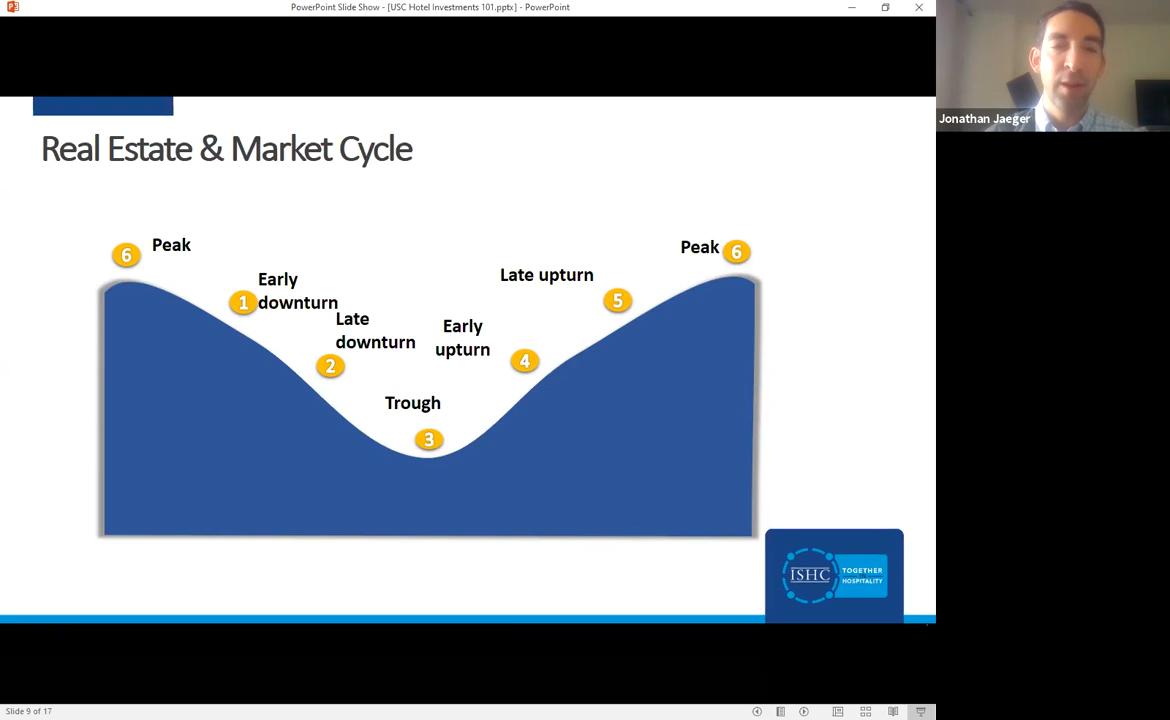 PowerPoint Slide Show - [USC Hotel Investments 101.pptx] - PowerPoint
Jonathan Jaeger
Real Estate & Market Cycle
6 Peak
Peak 6
Early
1 downturn
Late upturn
5
Late
downturn
2
Early
upturn
4
Trough
3
ISHC
TOGETHER
HOSPITALITY
Slide 9 of 17